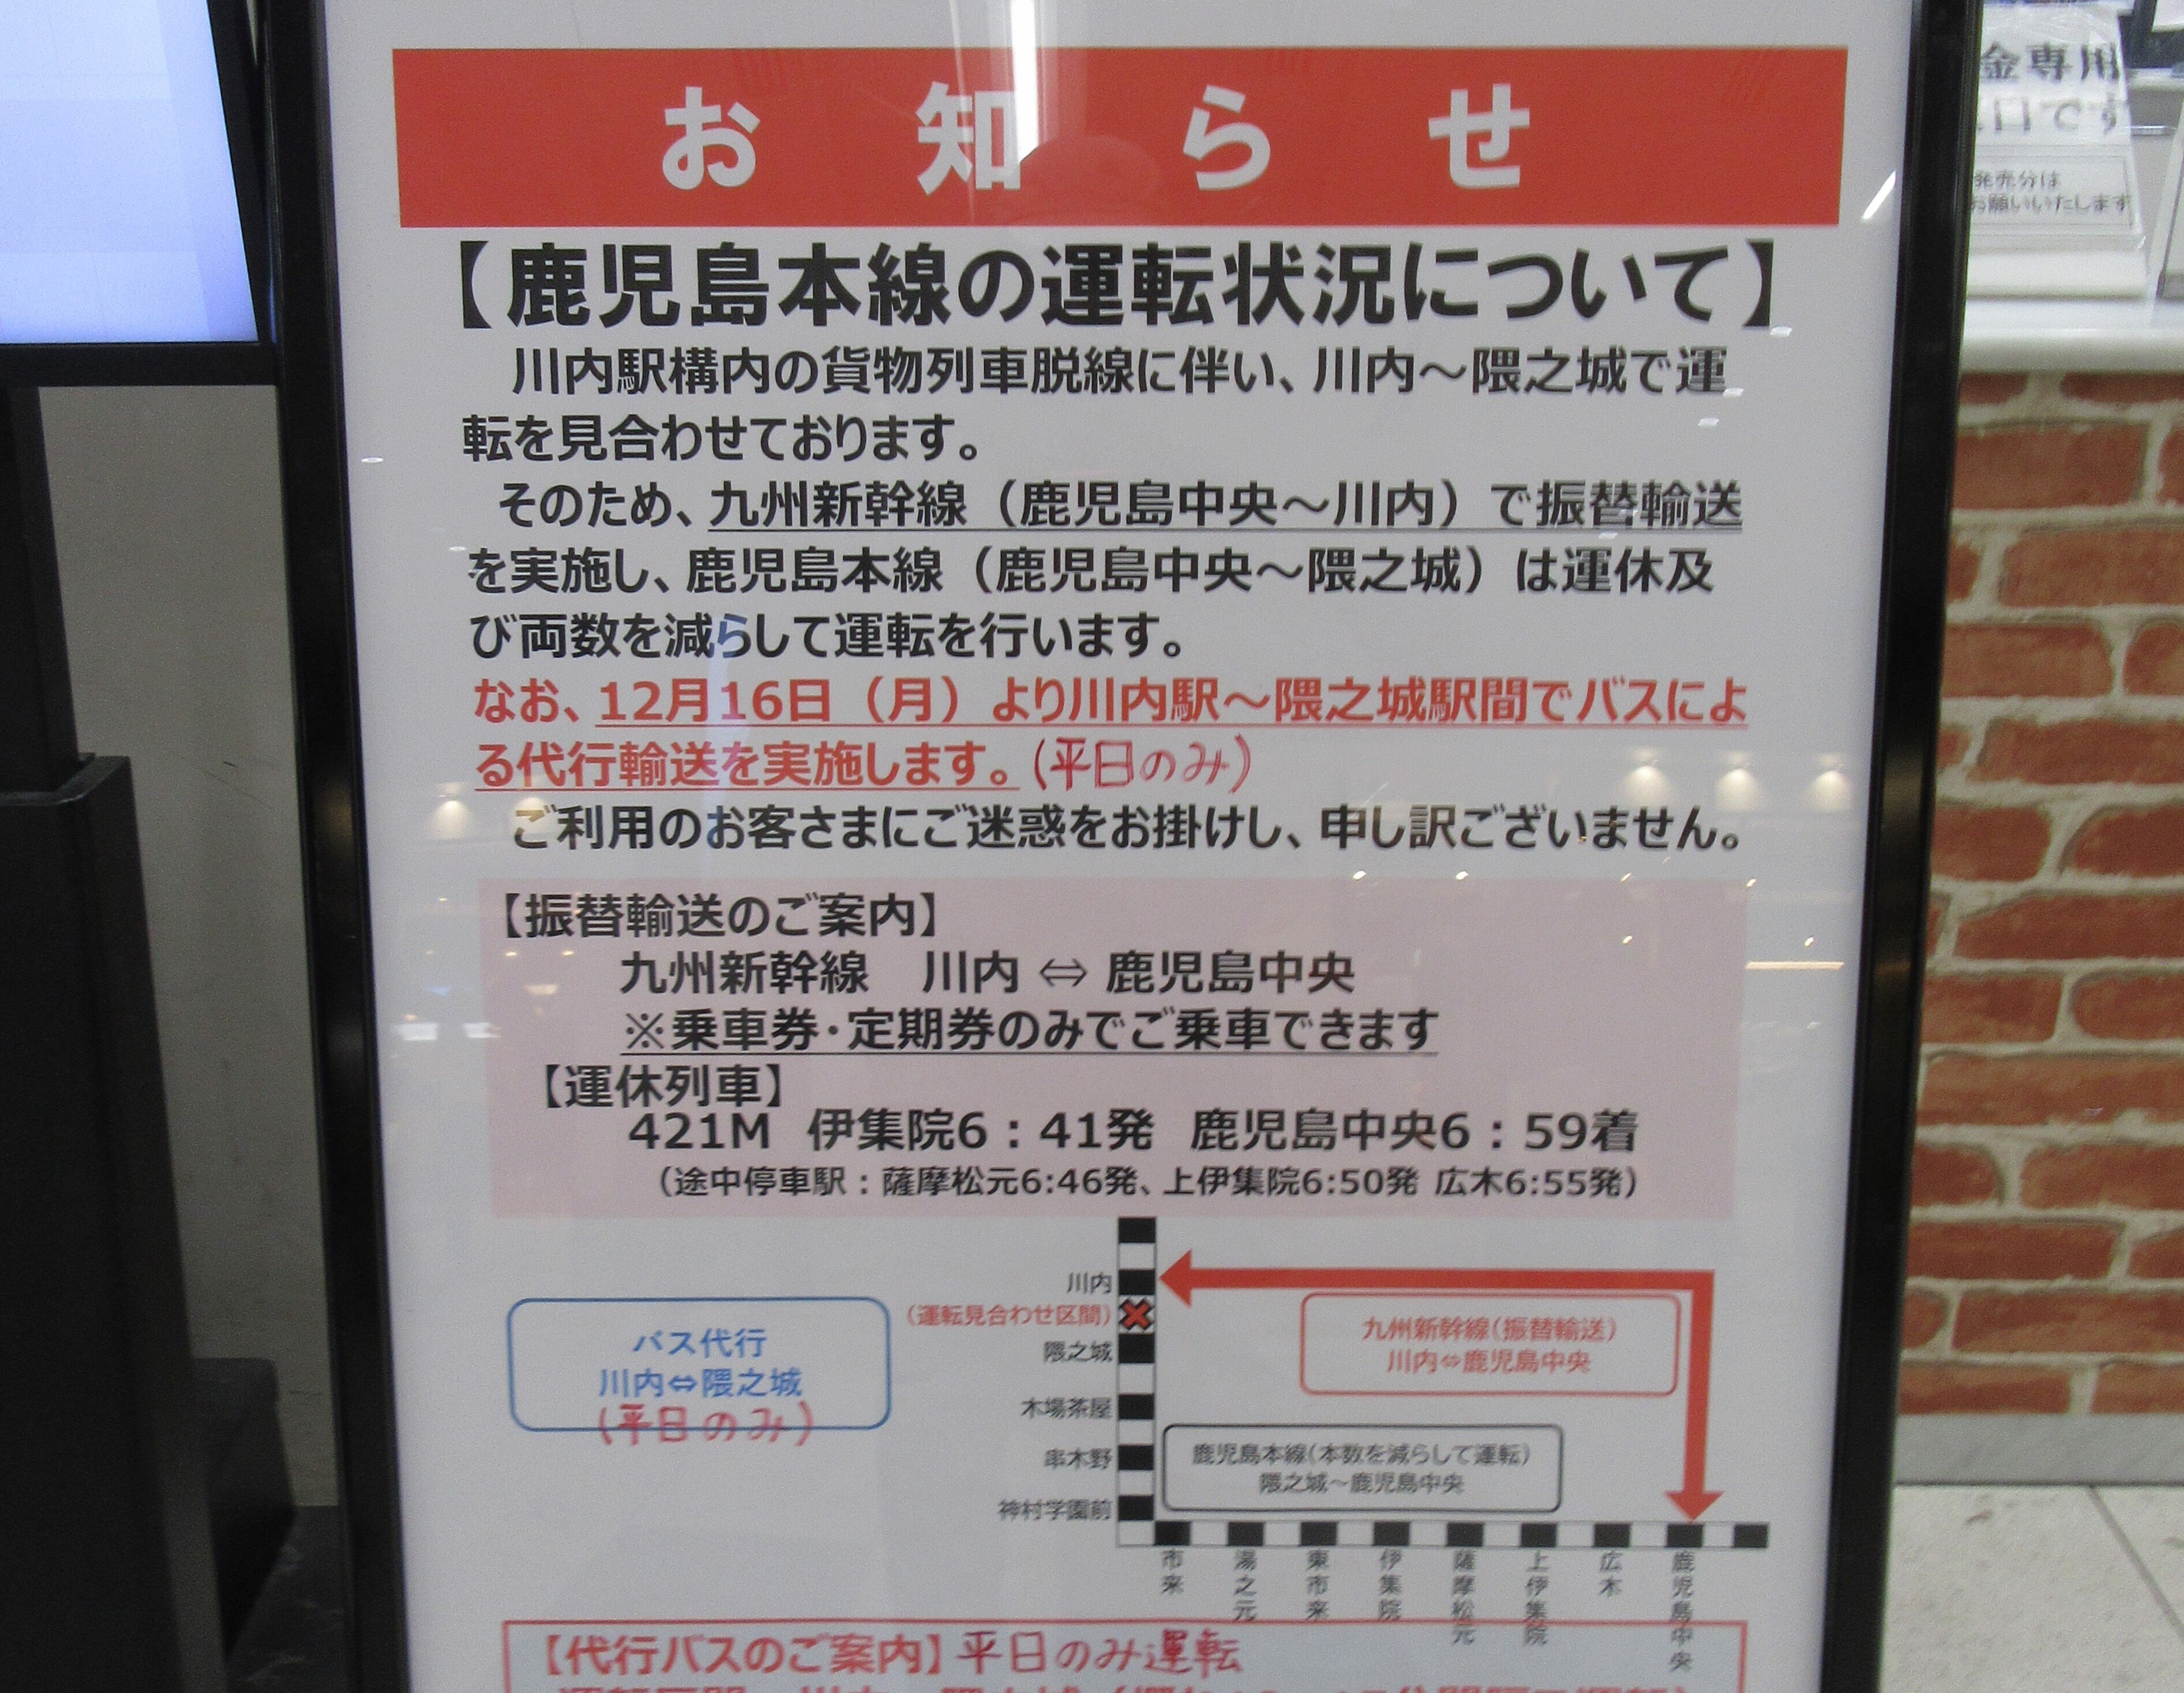 お知らせ
【鹿児島本線の運転状況について】
川内駅構内の貨物列車脱線に伴い、川内～隈之城で運
転を見合わせております。
そのため、九州新幹線（鹿児島中央～川内）で振替輸送
を実施し、鹿児島本線（鹿児島中央～隈之城）は運休及
び両数を減らして運転を行います。
なお、12月16日（月）より川内駅～隈之城駅間でバスによ
る代行輸送を実施します。(平日のみ)
ご利用のお客さまにご迷惑をお掛けし、申し訳ございません。
【振替輸送のご案内】
九州新幹線　川内 ⇔ 鹿児島中央
※乗車券･定期券のみでご乗車できます
【運休列車】
421M 伊集院6：41発 鹿児島中央6：59着
（途中停車駅：薩摩松元6:46発、上伊集院6:50発 広木6:55発）
川内
（運転見合わせ区間）
隈之城
木場茶屋
串木野
神村学園前
バス代行
川内⇔隈之城
(平日のみ)
九州新幹線（振替輸送）
川内⇔鹿児島中央
鹿児島本線（本数を減らして運転）
隈之城～鹿児島中央
市来
湯之元
東市来
伊集院
薩摩松元
上伊集院
広木
鹿児島中央
【代行バスのご案内】平日のみ運転
金専用
口です
発売分は
お願いいたします